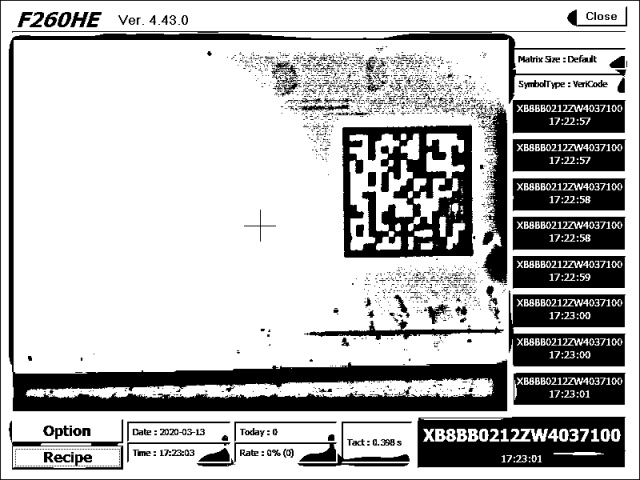 F260HE Ver. 4.43.0
Close
Matrix Size : Default
SymbolType : VeriCode
XB8BB0212ZW4037100
17:22:57
XB8BB0212ZW4037100
17:22:57
XB8BB0212ZW4037100
17:22:58
XB8BB0212ZW4037100
17:22:58
XB8BB0212ZW4037100
17:22:59
XB8BB0212ZW4037100
17:23:00
XB8BB0212ZW4037100
17:23:00
XB8BB0212ZW4037100
17:23:01
Option
Recipe
Date : 2020-03-13
Time : 17:23:03
Today : 0
Rate : 0% (0)
Tact : 0.398 s
XB8BB0212ZW4037100
17:23:01